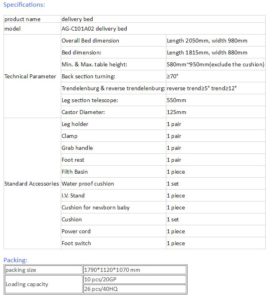 Specifications:
product name delivery bed
model AG-C101A02 delivery bed
Technical Parameter
Overall Bed dimension Length 2050mm, width 980mm
Bed dimension: Length 1815mm, width 880mm
Min. & Max. table height: 580mm~950mm(exclude the cushion)
Back section turning: ≥70°
Trendelenburg & reverse trendelenburg: reverse trend≥5° trend≥12°
Leg section telescope: 550mm
Castor Diameter: 125mm
Standard Accessories
Leg holder 1 pair
Clamp 1 pair
Grab handle 1 pair
Foot rest 1 pair
Filth Basin 1 piece
Water proof cushion 1 set
I.V. Stand 1 piece
Cushion for newborn baby 1 piece
Cushion 1 set
Power cord 1 piece
Foot switch 1 piece
Packing:
packing size 1790*1120*1070 mm
Loading capacity
10 pcs/20GP
26 pcs/40HQ